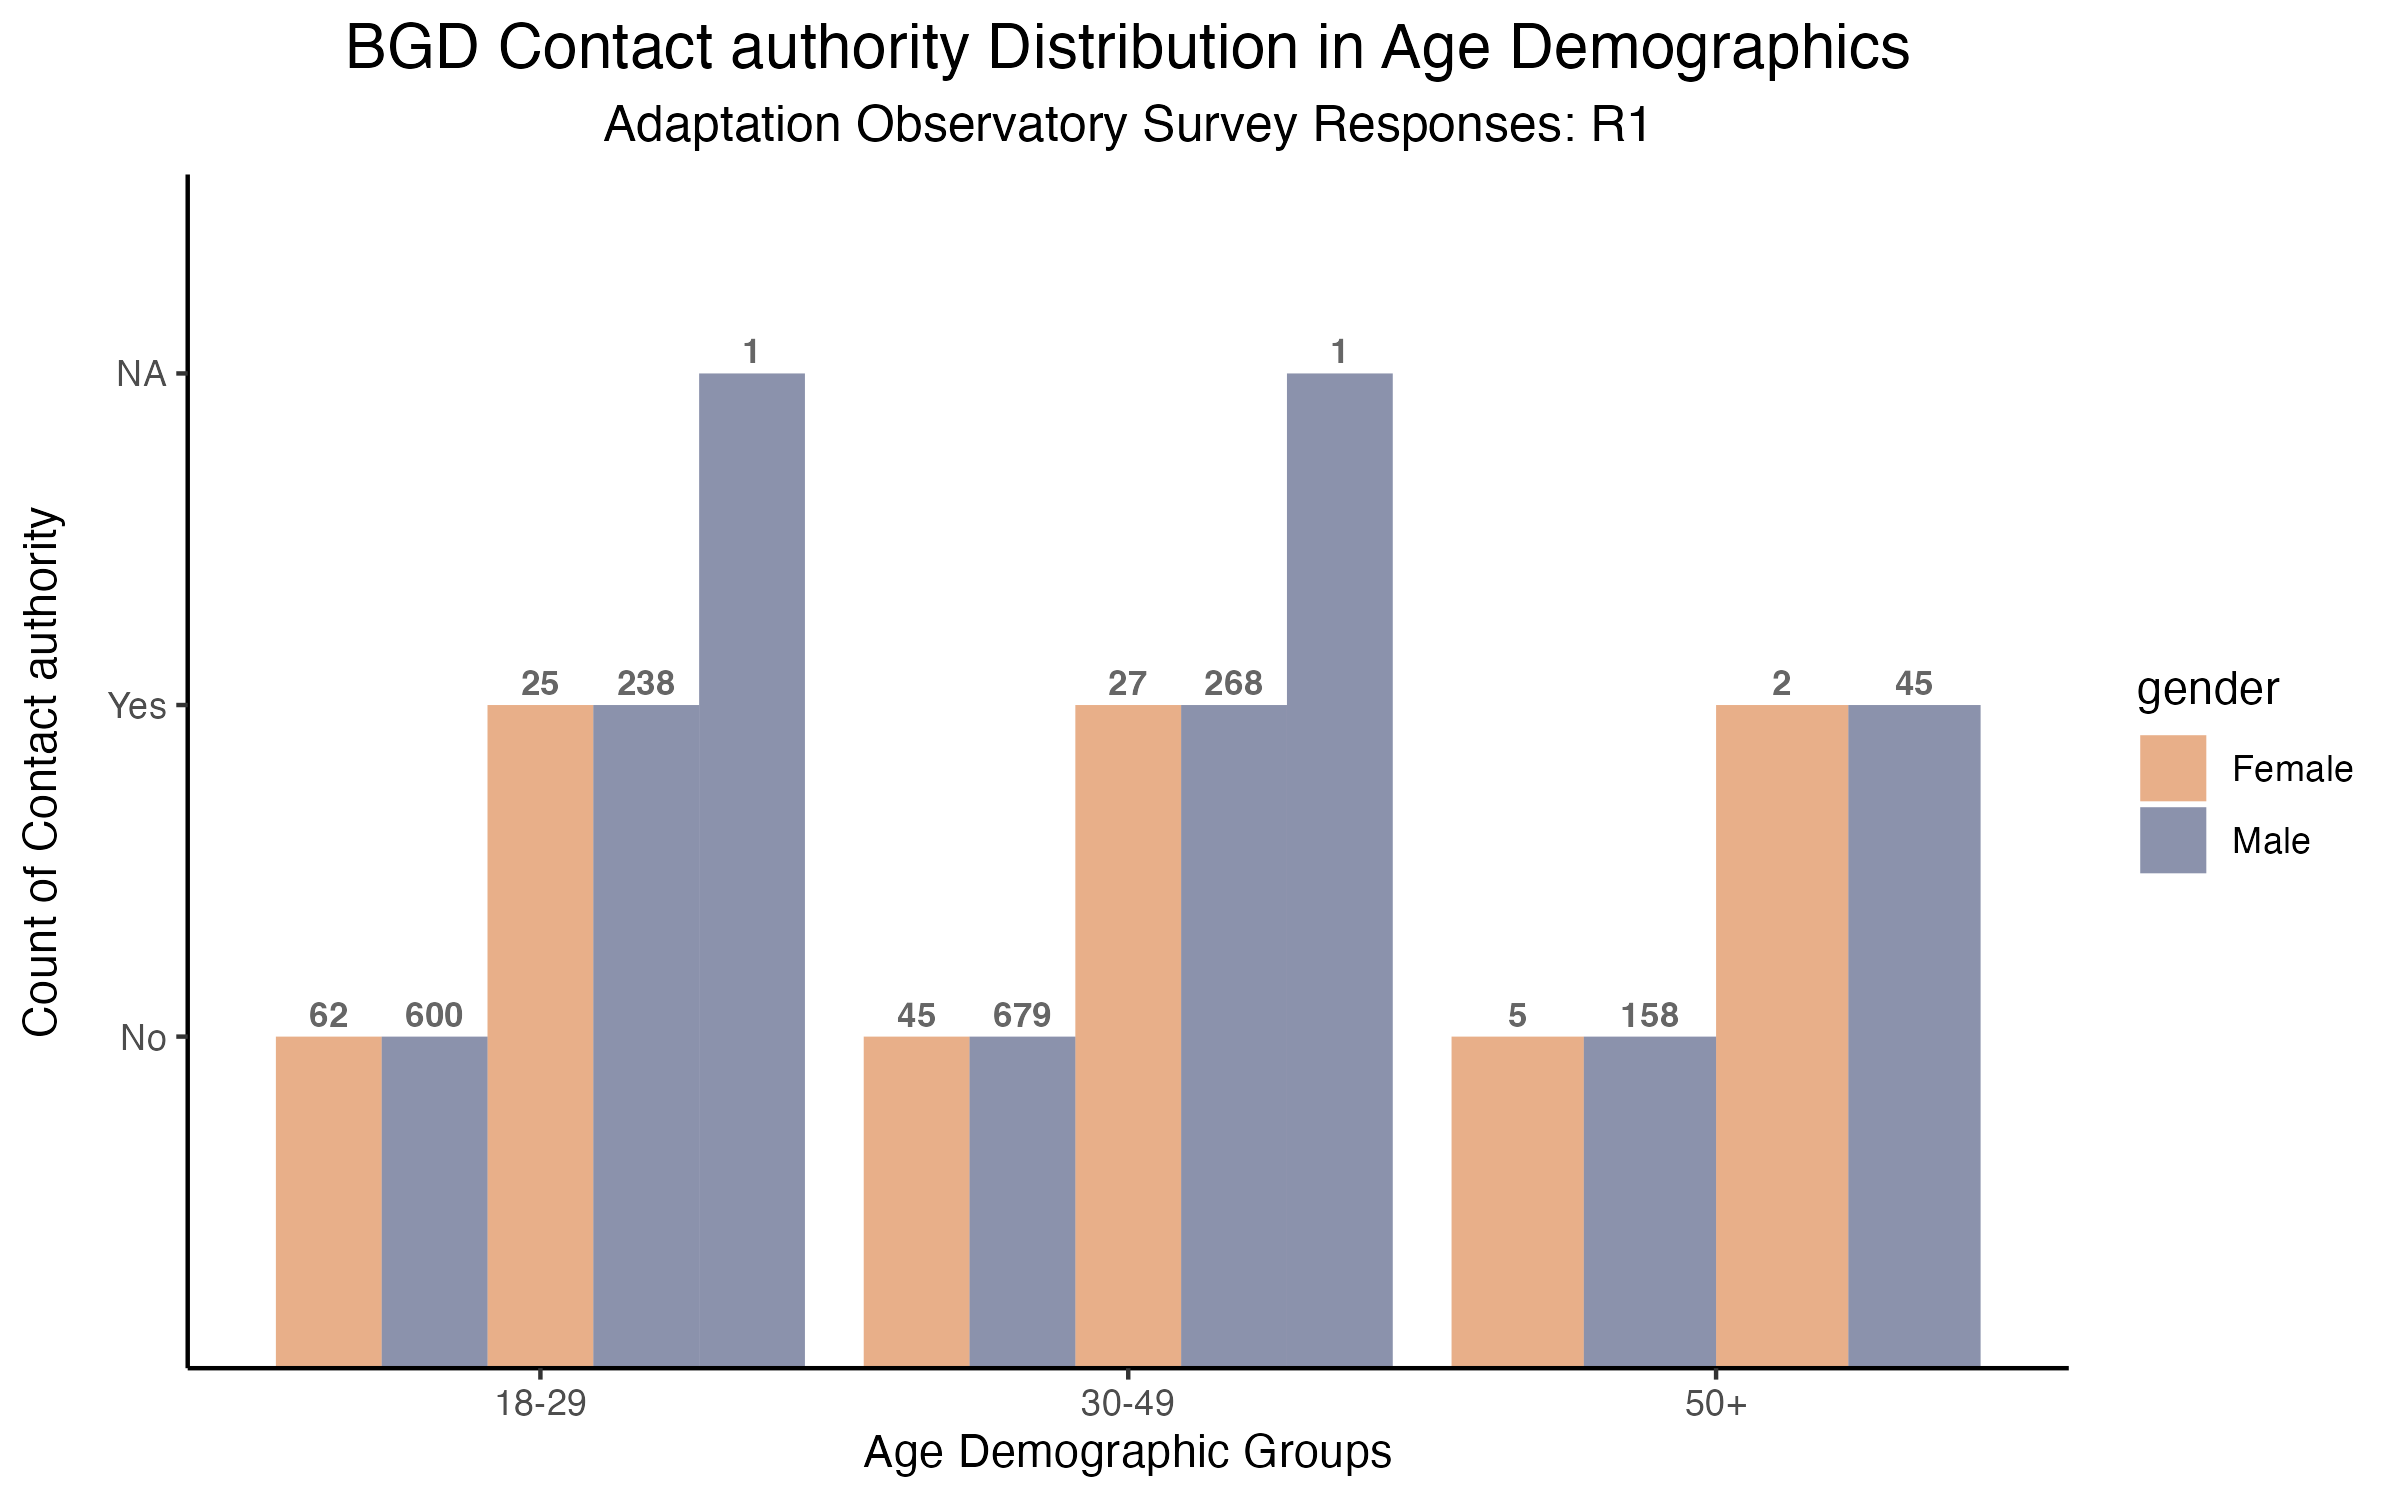 BGD Contact authority Distribution in Age Demographics
Adaptation Observatory Survey Responses: R1
Count of Contact authority
NA
Yes
No
1
1
25
238
27
268
2
45
62
600
45
679
5
158
18-29
30-49
50+
Age Demographic Groups
gender
Female
Male